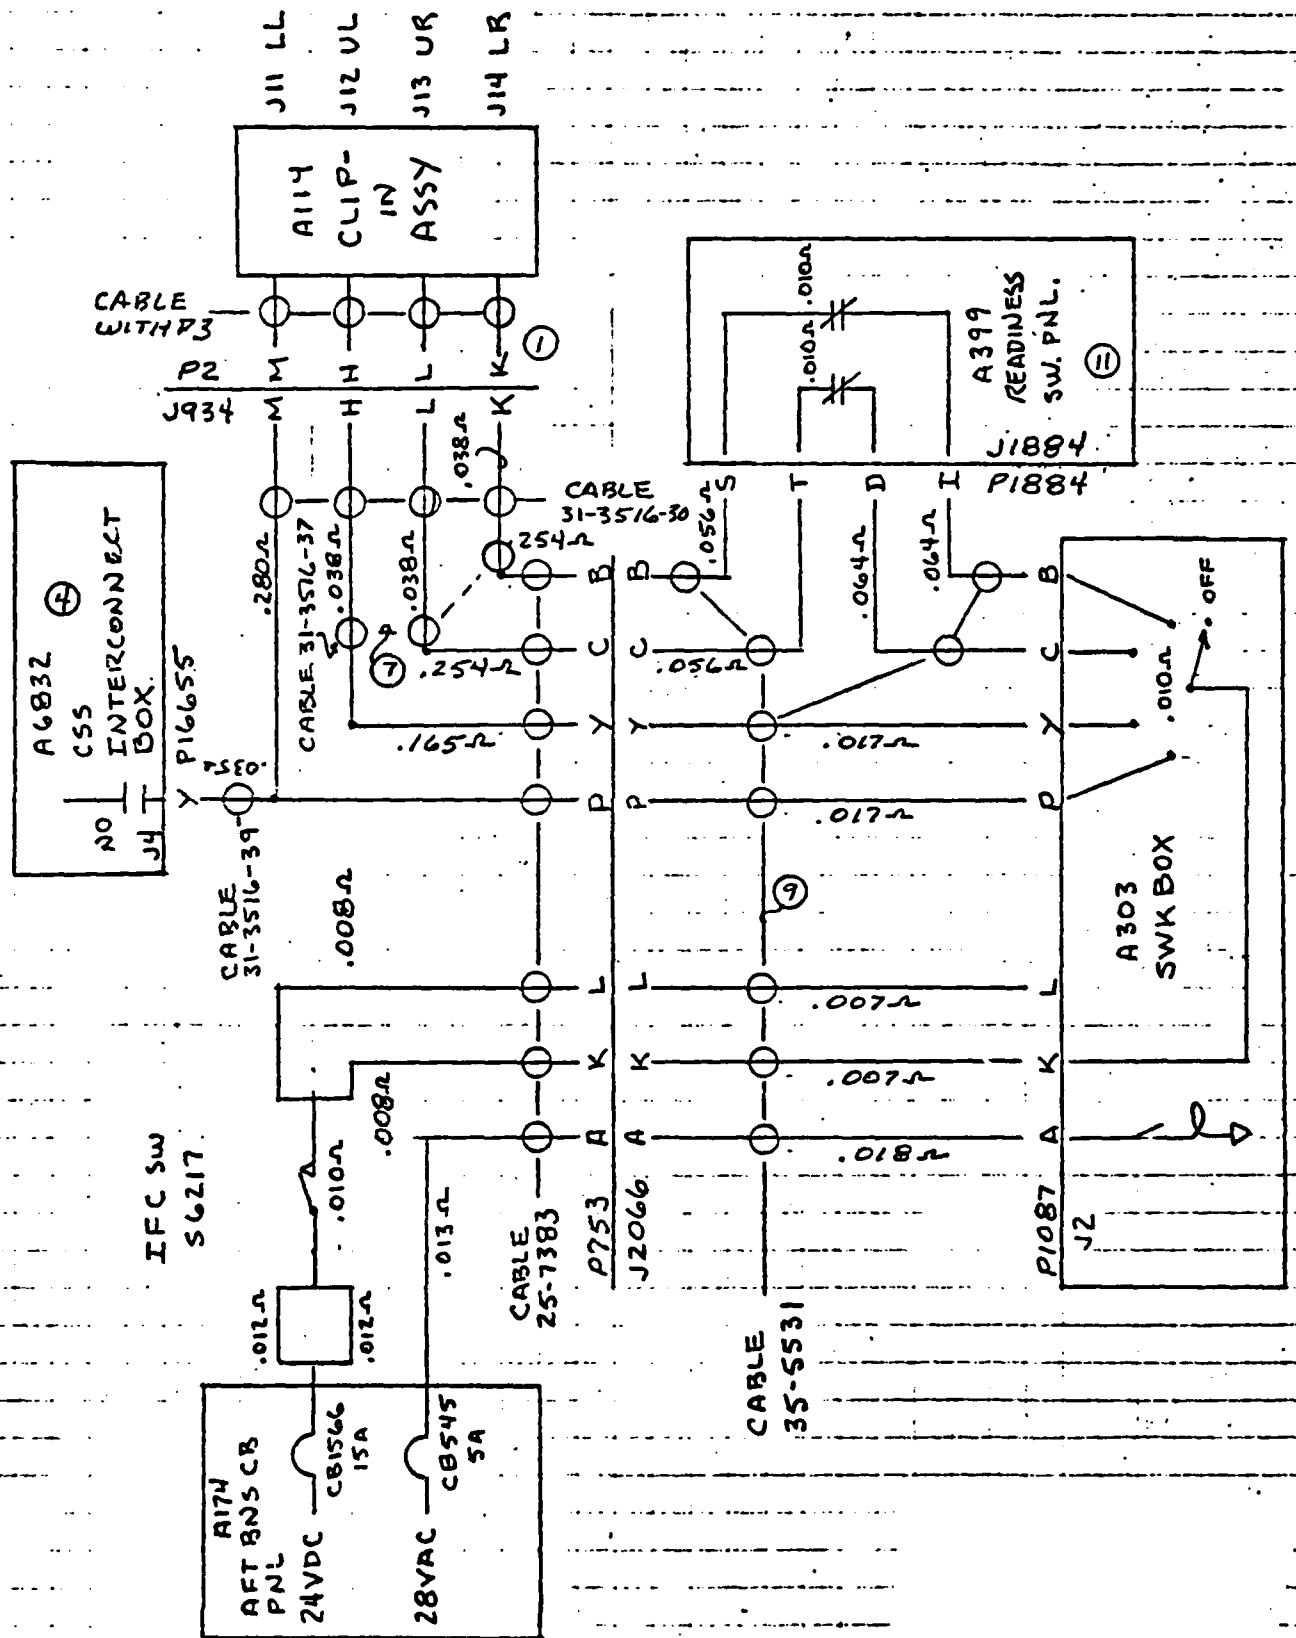 A174
AFT BNS CB
PNL
24VDC
CB1566
15A
28VAC
CB545
5A
.012Ω
.012Ω
IFC SW
S6217
.010Ω
.008Ω
.008Ω
.013Ω
CABLE
25-7383
P753
J2066
A K L P Y C B
A K L P Y C B
CABLE
35-5531
.018Ω
.007Ω
.007Ω
.017Ω
.017Ω
9
P1087
J2
A K L P Y C B
A303
SWK BOX
.010Ω
OFF
A6832
CSS
INTERCONNECT
BOX
4
NO
J4
Y P16655
.035Ω
CABLE
31-3516-39
.280Ω
CABLE 31-3576-37
.038Ω
.038Ω
.038Ω
7
.165Ω
.254Ω
.254Ω
CABLE
31-3516-30
J934
M H L K
P2
M H L K
CABLE
WITH P3
1
A114
CLIP-
IN
ASSY
J11 LL
J12 UL
J13 UR
J14 LR
.056Ω
.056Ω
.064Ω
.064Ω
S
T
D
I
P1884
J1884
.010Ω
.010Ω
A399
READINESS
SW. PNL.
11